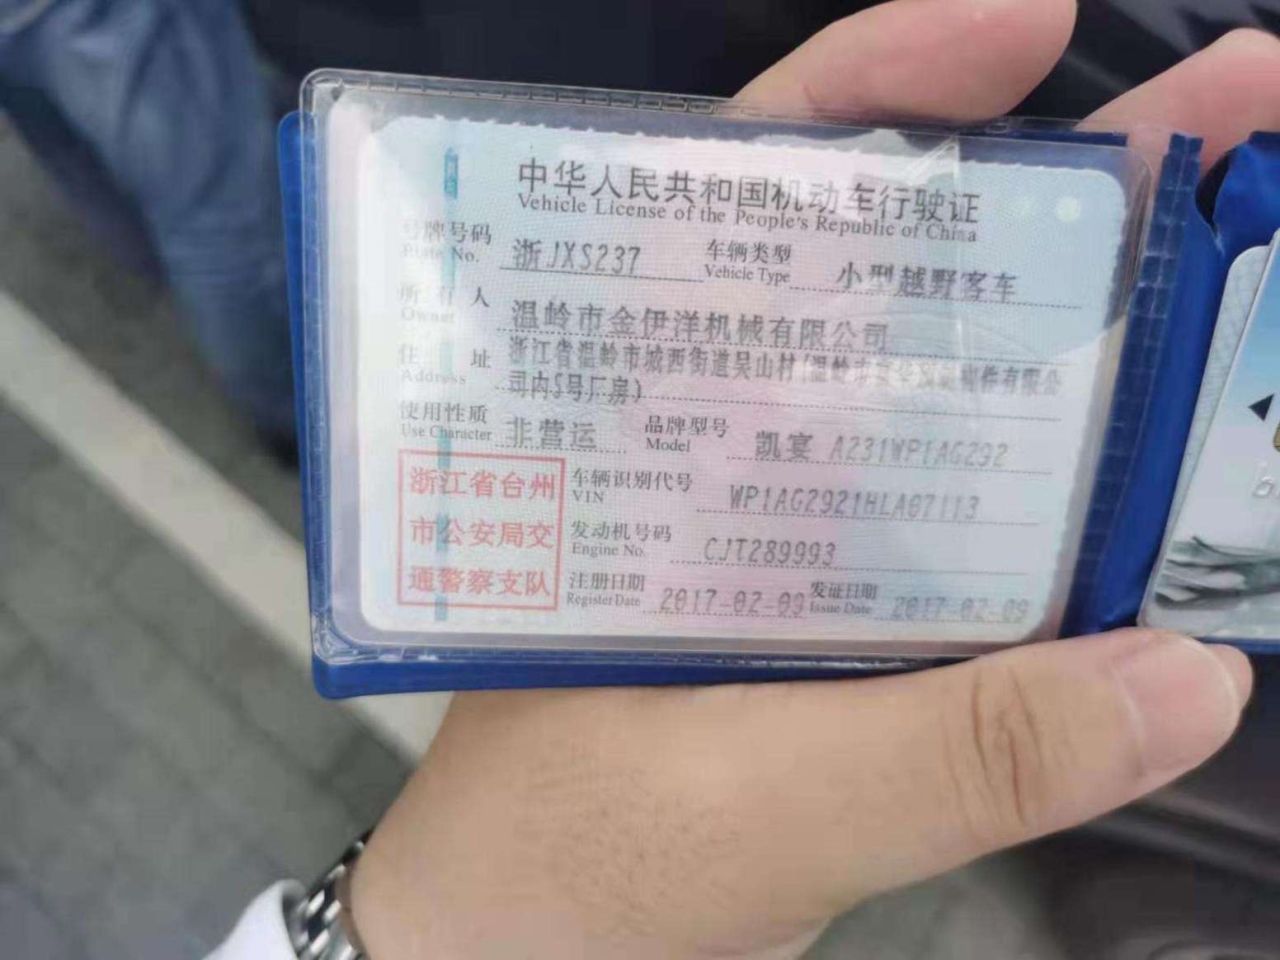 中华人民共和国机动车行驶证
Vehicle License of the People's Republic of China
号牌号码 浙JXS237 车辆类型 小型越野客车
Plate No. Vehicle Type
所有人 温岭市金伊洋机械有限公司
Owner
住址 浙江省温岭市城西街道吴山村(温岭市 件有限公
Address 司内5号厂房)
使用性质 非营运 品牌型号 凯宴 A231WP1AG292
Use Character Model
浙江省台州 车辆识别代号 WP1AG2921HLA07113
VIN
市公安局交 发动机号码 CJT289993
Engine No.
通警察支队 注册日期 2017-02-09 发证日期 2017-02-09
Register Date Issue Date